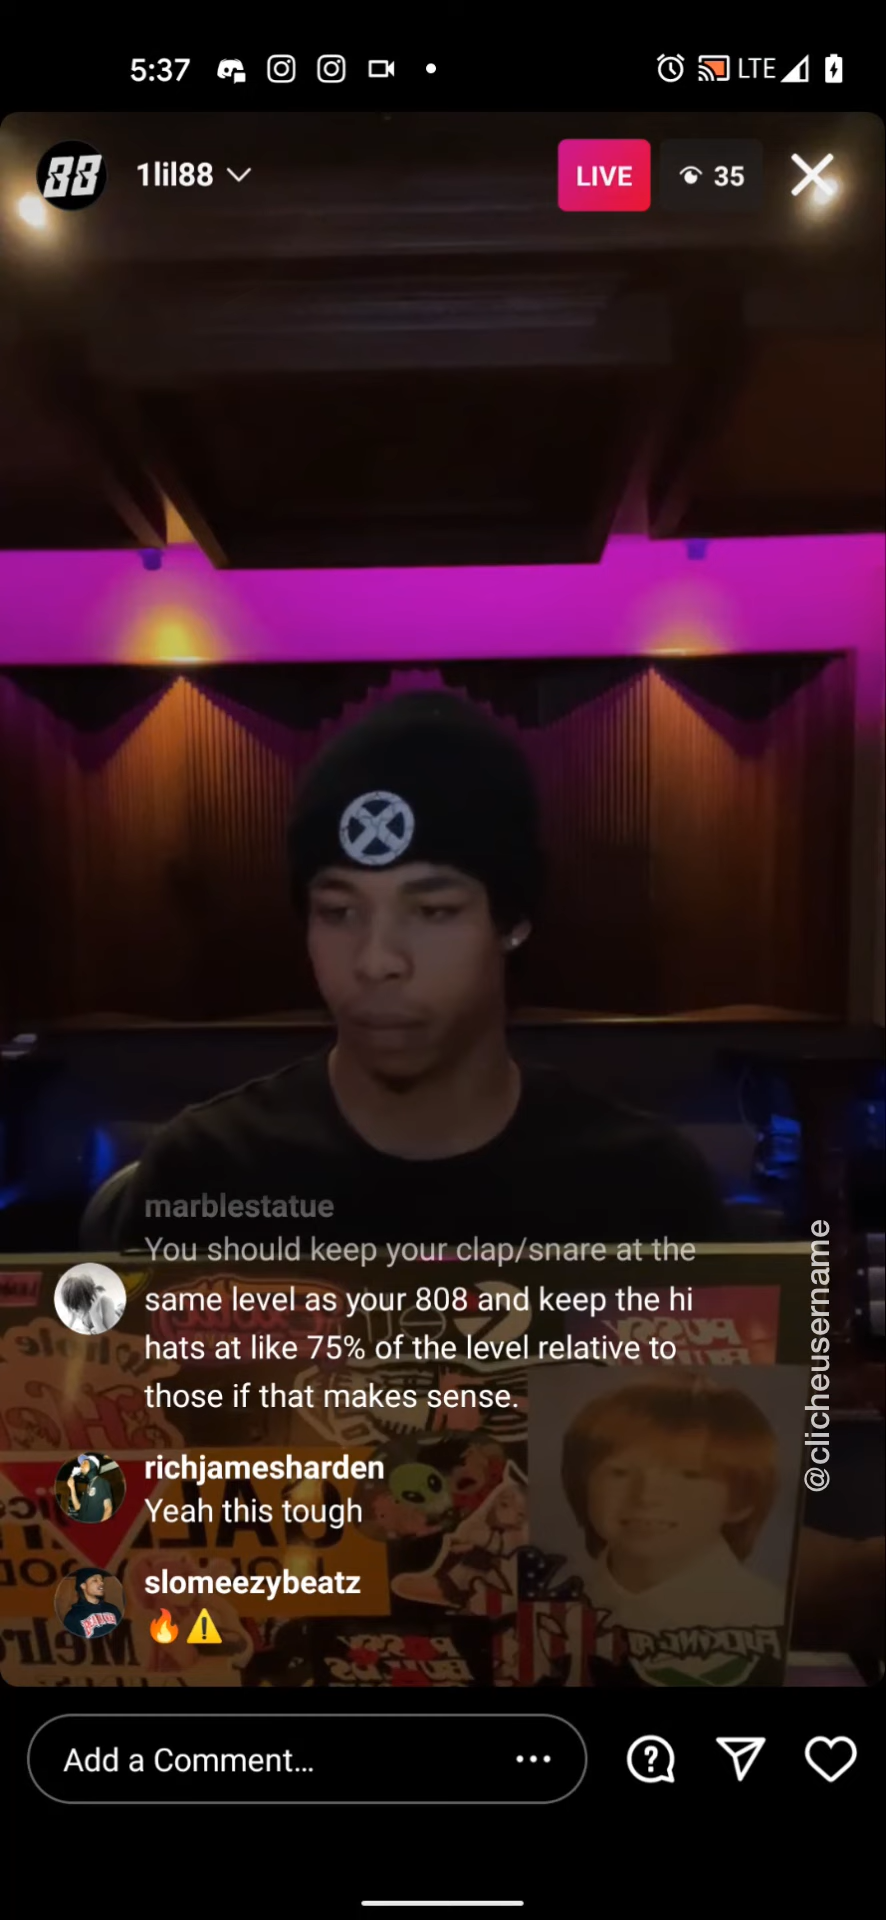 5:37
LTE
88
1lil88
LIVE
35
marblestatue
You should keep your clap/snare at the
same level as your 808 and keep the hi
hats at like 75% of the level relative to
those if that makes sense.
richjamesharden
Yeah this tough
slomeezybeatz
🔥⚠️
@clicheusername
Add a Comment...